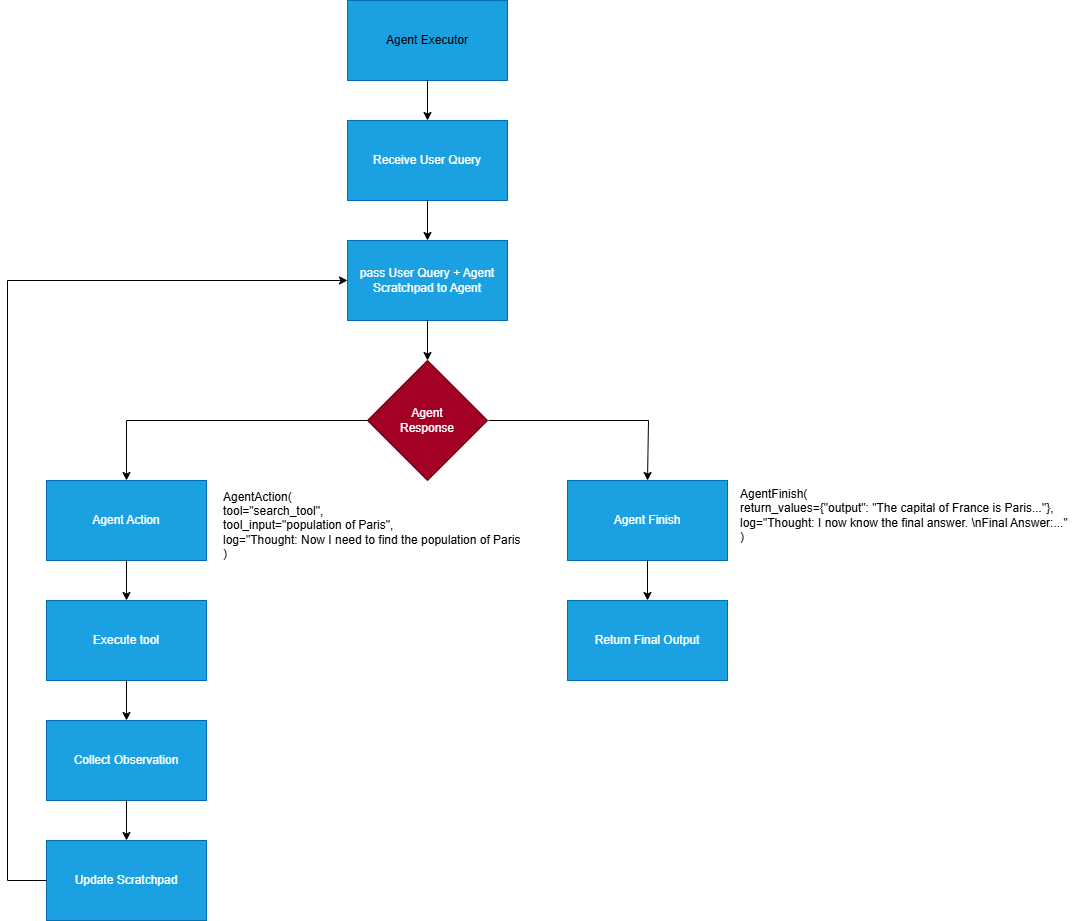 Agent Executor
Receive User Query
pass User Query + Agent
Scratchpad to Agent
Agent
Response
Agent Action
AgentAction(
tool="search_tool",
tool_input="population of Paris",
log="Thought: Now I need to find the population of Paris
)
Agent Finish
AgentFinish(
return_values={"output": "The capital of France is Paris..."},
log="Thought: I now know the final answer. \nFinal Answer:..."
)
Execute tool
Return Final Output
Collect Observation
Update Scratchpad